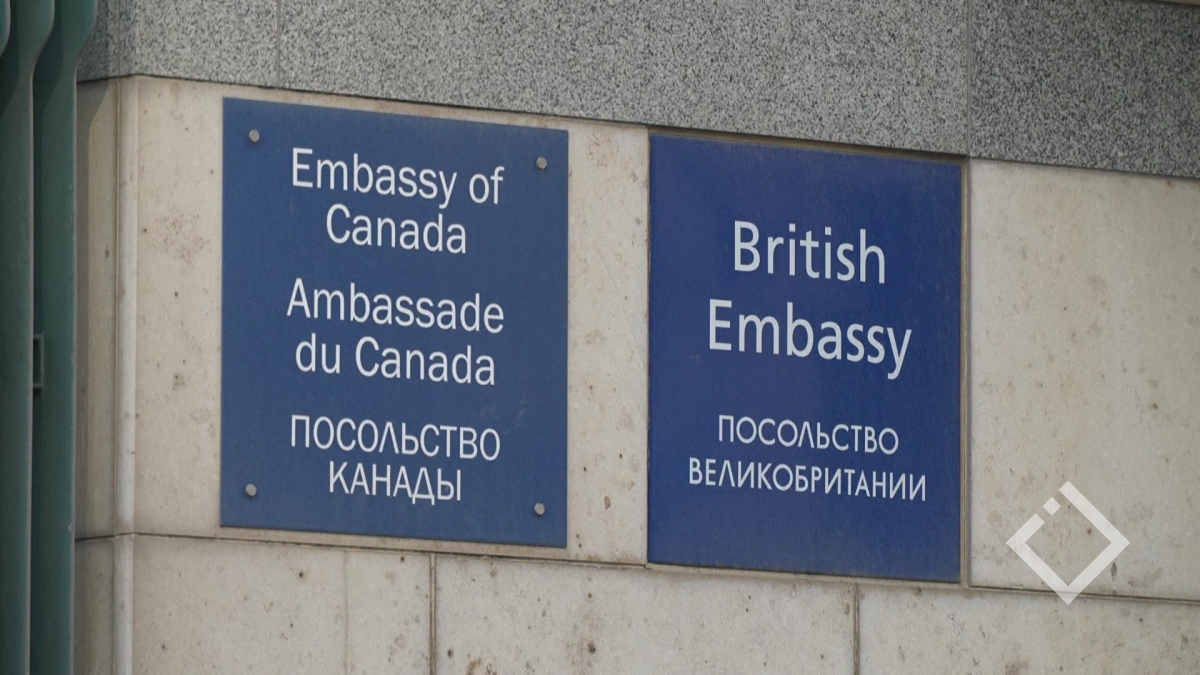 Embassy of
Canada
Ambassade
du Canada
ПОСОЛЬСТВО
КАНАДЫ
British
Embassy
ПОСОЛЬСТВО
ВЕЛИКОБРИТАНИИ